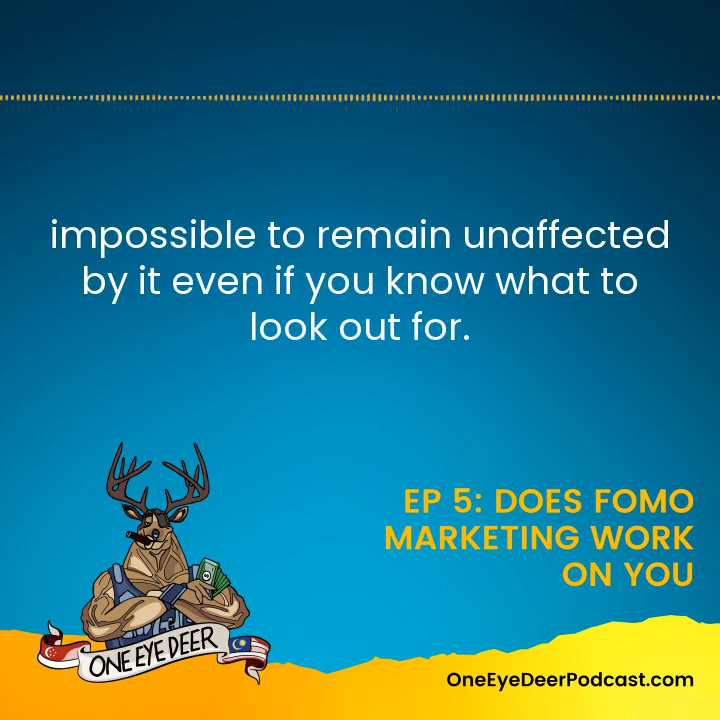 impossible to remain unaffected
by it even if you know what to
look out for.
EP 5: DOES FOMO
MARKETING WORK
ON YOU
ONE EYE DEER
OneEyeDeerPodcast.com